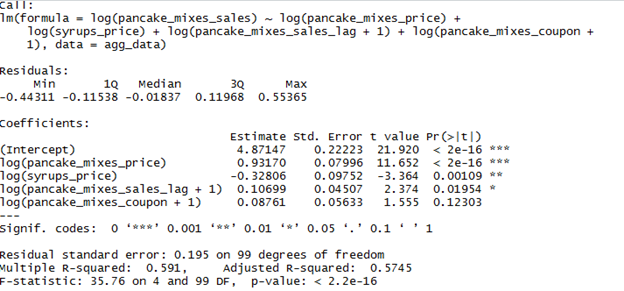 Call:
lm(formula = log(pancake_mixes_sales) ~ log(pancake_mixes_price) +
    log(syrups_price) + log(pancake_mixes_sales_lag + 1) + log(pancake_mixes_coupon +
    1), data = agg_data)

Residuals:
     Min       1Q   Median       3Q      Max
-0.44311 -0.11538 -0.01837  0.11968  0.55365

Coefficients:
                                 Estimate Std. Error t value Pr(>|t|)
(Intercept)                       4.87147    0.22223  21.920  < 2e-16 ***
log(pancake_mixes_price)          0.93170    0.07996  11.652  < 2e-16 ***
log(syrups_price)                -0.32806    0.09752  -3.364  0.00109 **
log(pancake_mixes_sales_lag + 1)  0.10699    0.04507   2.374  0.01954 *
log(pancake_mixes_coupon + 1)     0.08761    0.05633   1.555  0.12303
---
Signif. codes:  0 ‘***’ 0.001 ‘**’ 0.01 ‘*’ 0.05 ‘.’ 0.1 ‘ ’ 1

Residual standard error: 0.195 on 99 degrees of freedom
Multiple R-squared:  0.591,	Adjusted R-squared:  0.5745
F-statistic: 35.76 on 4 and 99 DF,  p-value: < 2.2e-16